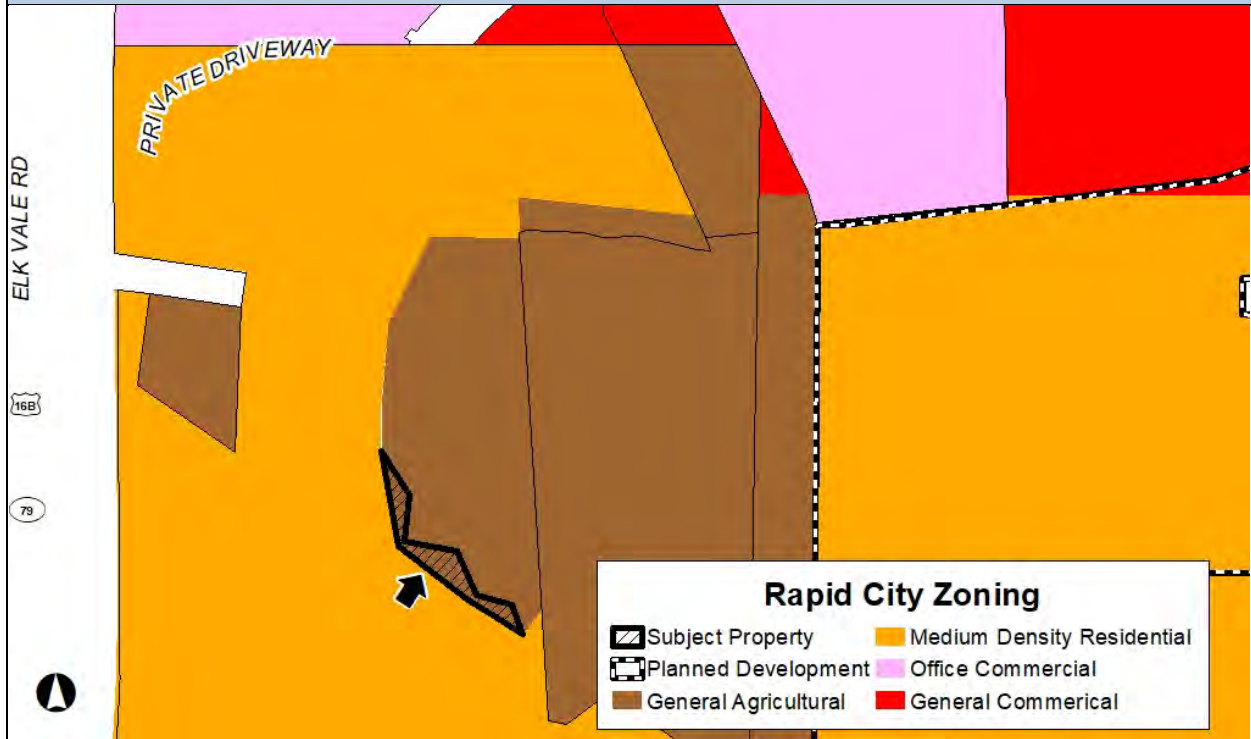 PRIVATE DRIVEWAY
ELK VALE RD
16B
79
Rapid City Zoning
Subject Property
Medium Density Residential
Planned Development
Office Commercial
General Agricultural
General Commerical